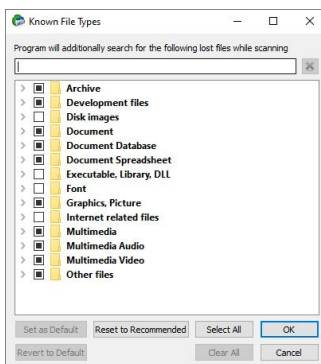 Known File Types
Program will additionally search for the following lost files while scanning
Archive
Development files
Disk images
Document
Document Database
Document Spreadsheet
Executable, Library, DLL
Font
Graphics, Picture
Internet related files
Multimedia
Multimedia Audio
Multimedia Video
Other files
Set as Default Reset to Recommended Select All OK
Revert to Default Clear All Cancel